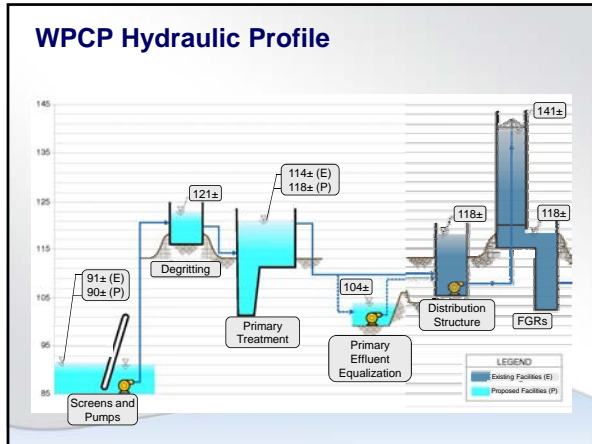 WPCP Hydraulic Profile
145
135
125
115
105
95
85
141±
114± (E)
118± (P)
121±
118±
118±
91± (E)
90± (P)
104±
Degritting
Primary
Treatment
Primary
Effluent
Equalization
Distribution
Structure
FGRs
Screens and
Pumps
LEGEND
Existing Facilities (E)
Proposed Facilities (P)